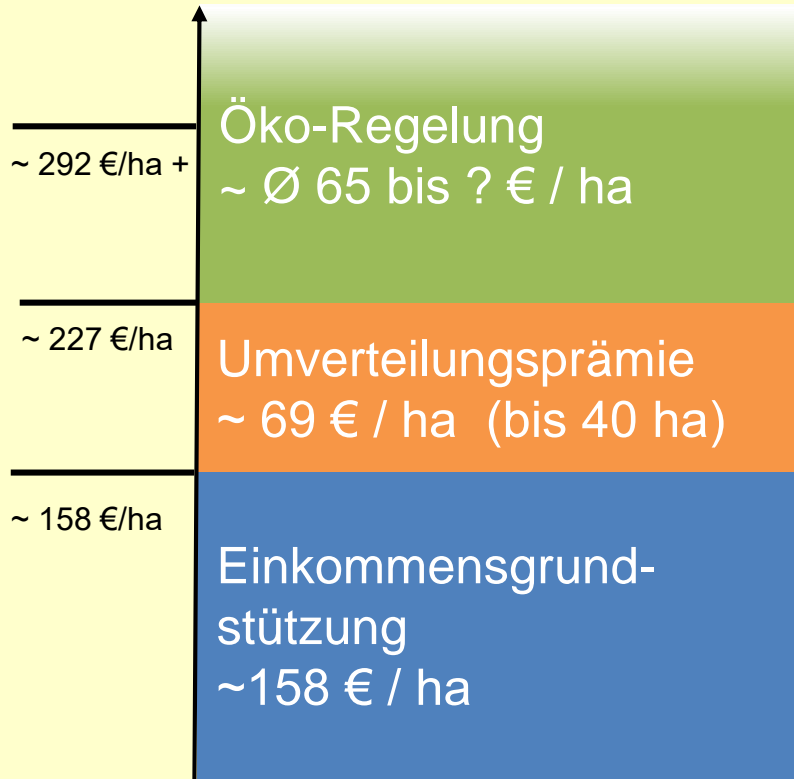 Öko-Regelung
~ Ø 65 bis ? € / ha
~ 292 €/ha +
~ 227 €/ha
Umverteilungsprämie
~ 69 € / ha (bis 40 ha)
~ 158 €/ha
Einkommensgrund-
stützung
~158 € / ha